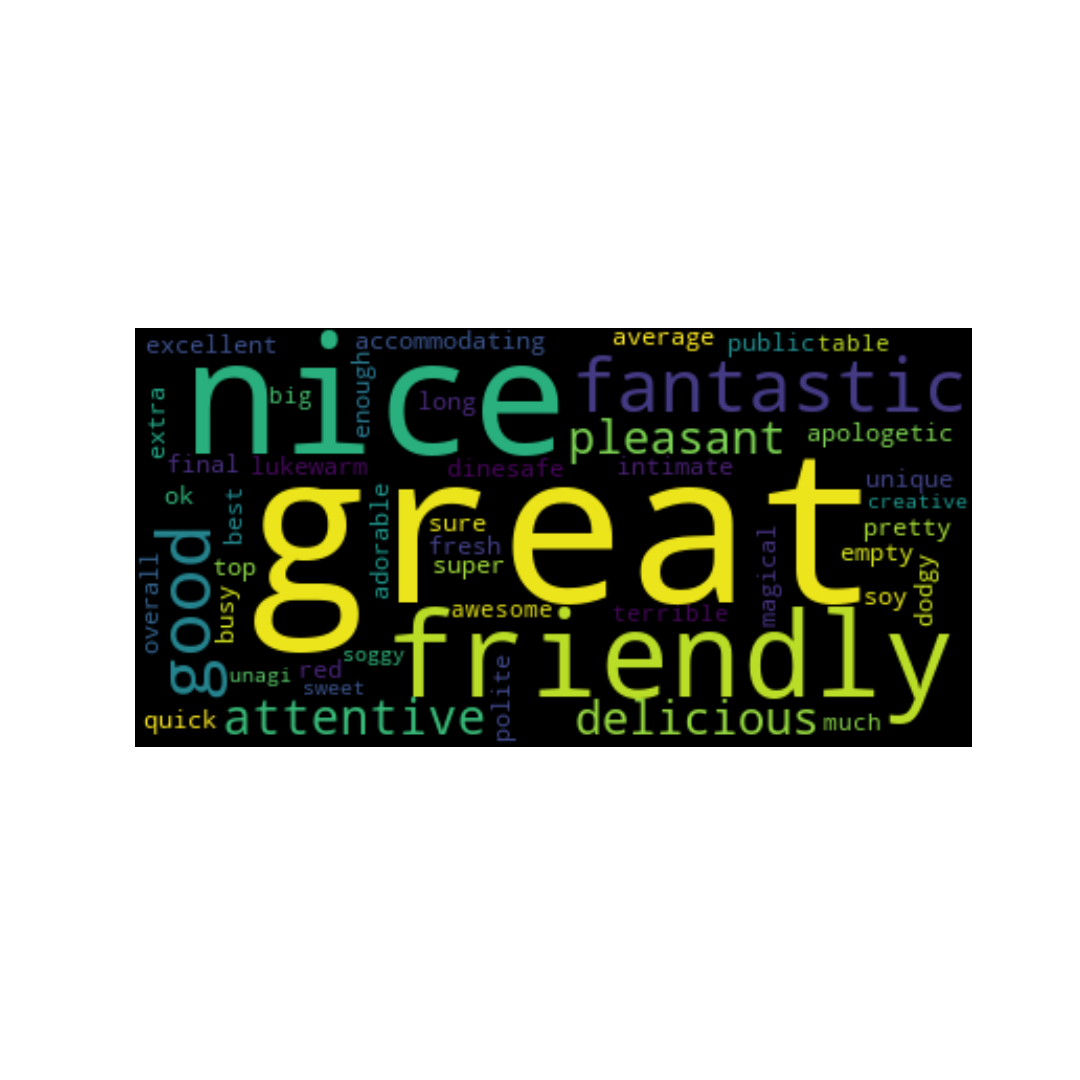 excellent
accommodating
average
public
table
nice
fantastic
extra
big
enough
long
pleasant
apologetic
final
lukewarm
dinesafe
intimate
unique
ok
best
great
creative
adorable
sure
pretty
fresh
magical
empty
good
top
super
dodgy
overall
busy
awesome
terrible
soy
friendly
unagi
red
soggy
sweet
polite
quick
attentive
delicious
much